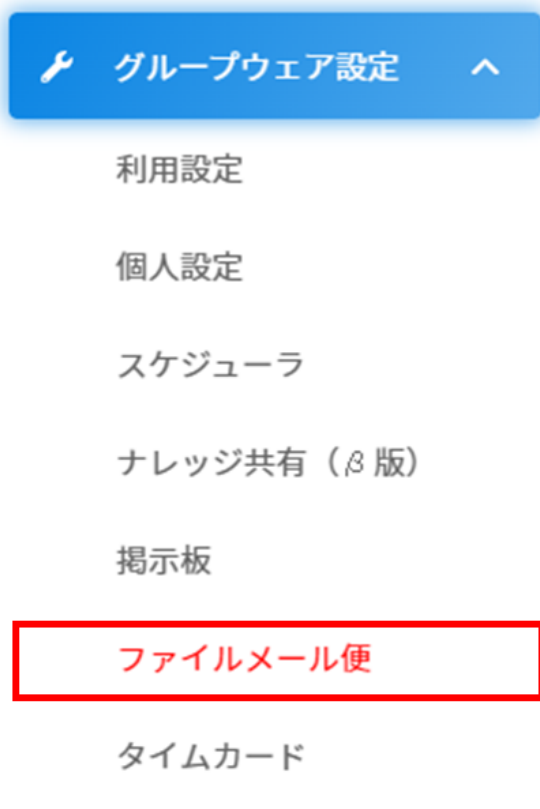 グループウェア設定
利用設定
個人設定
スケジューラ
ナレッジ共有（β版）
掲示板
ファイルメール便
タイムカード